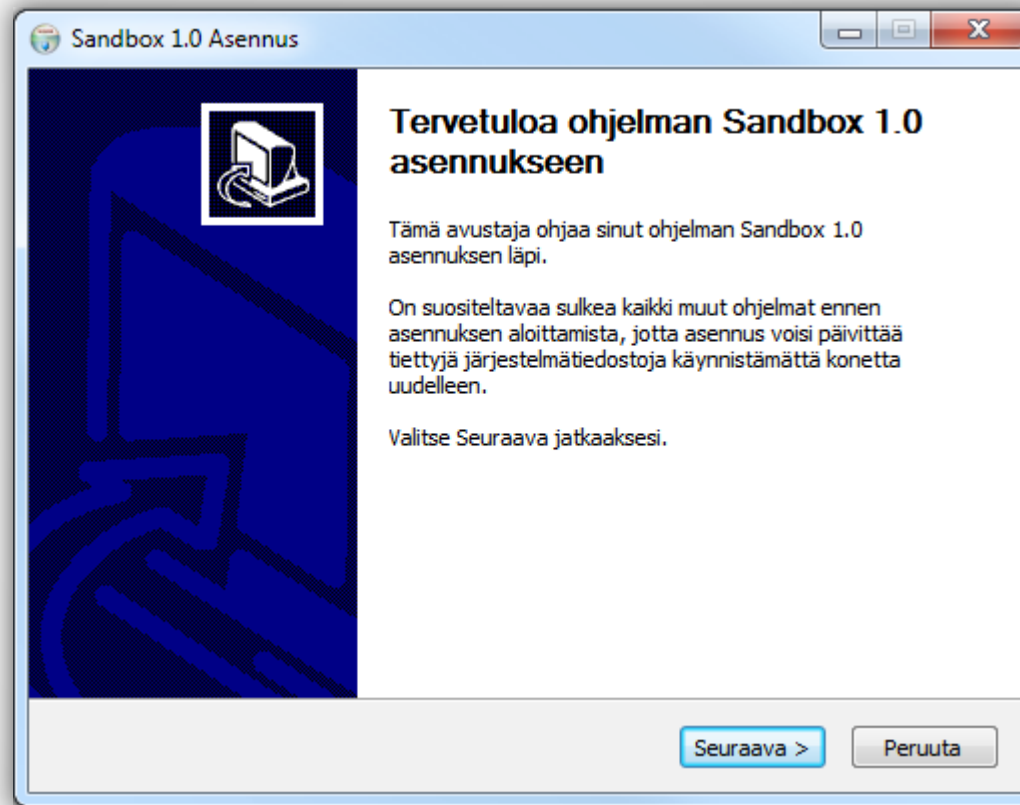 Sandbox 1.0 Asennus
Tervetuloa ohjelman Sandbox 1.0
asennukseen
Tämä avustaja ohjaa sinut ohjelman Sandbox 1.0
asennuksen läpi.
On suositeltavaa sulkea kaikki muut ohjelmat ennen
asennuksen aloittamista, jotta asennus voisi päivittää
tiettyjä järjestelmätiedostoja käynnistämättä konetta
uudelleen.
Valitse Seuraava jatkaaksesi.
Seuraava > Peruuta